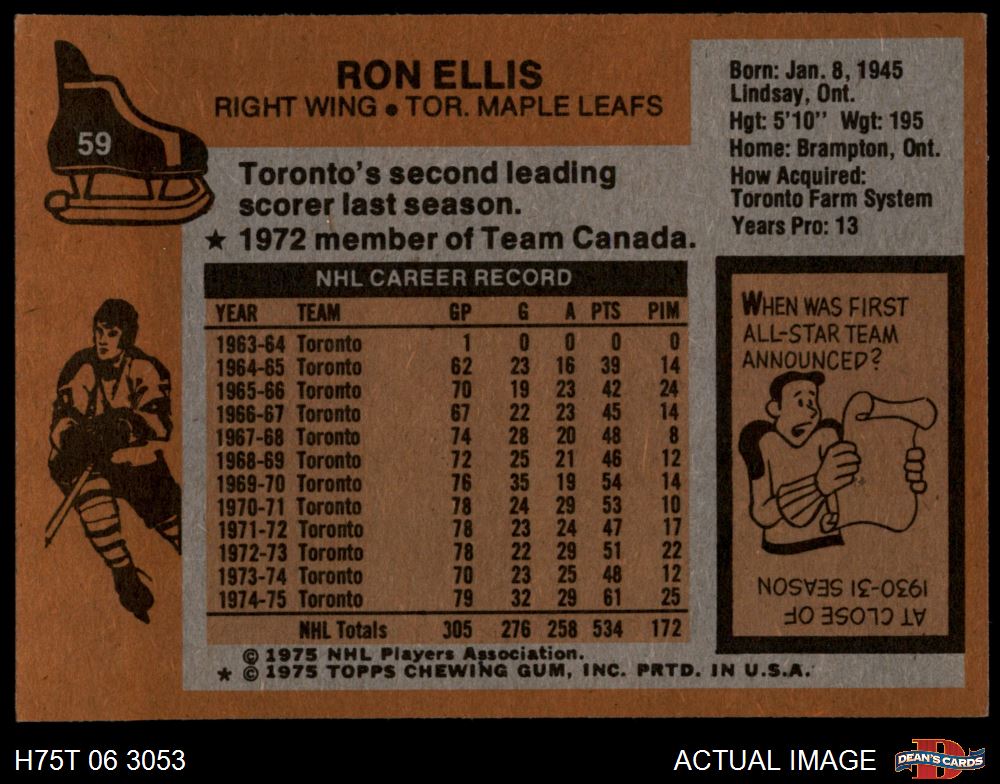 59
RON ELLIS
RIGHT WING ● TOR. MAPLE LEAFS
Born: Jan. 8, 1945
Lindsay, Ont.
Hgt: 5'10" Wgt: 195
Home: Brampton, Ont.
How Acquired:
Toronto Farm System
Years Pro: 13
Toronto's second leading
scorer last season.
★ 1972 member of Team Canada.
NHL CAREER RECORD
YEAR TEAM GP G A PTS PIM
1963-64 Toronto 1 0 0 0 0
1964-65 Toronto 62 23 16 39 14
1965-66 Toronto 70 19 23 42 24
1966-67 Toronto 67 22 23 45 14
1967-68 Toronto 74 28 20 48 8
1968-69 Toronto 72 25 21 46 12
1969-70 Toronto 76 35 19 54 14
1970-71 Toronto 78 24 29 53 10
1971-72 Toronto 78 23 24 47 17
1972-73 Toronto 78 22 29 51 22
1973-74 Toronto 70 23 25 48 12
1974-75 Toronto 79 32 29 61 25
NHL Totals 305 276 258 534 172
© 1975 NHL Players Association.
★ © 1975 TOPPS CHEWING GUM, INC. PRTD. IN U.S.A.
WHEN WAS FIRST
ALL-STAR TEAM
ANNOUNCED?
AT CLOSE OF
1930-31 SEASON
H75T 06 3053
ACTUAL IMAGE
DEAN'S CARDS